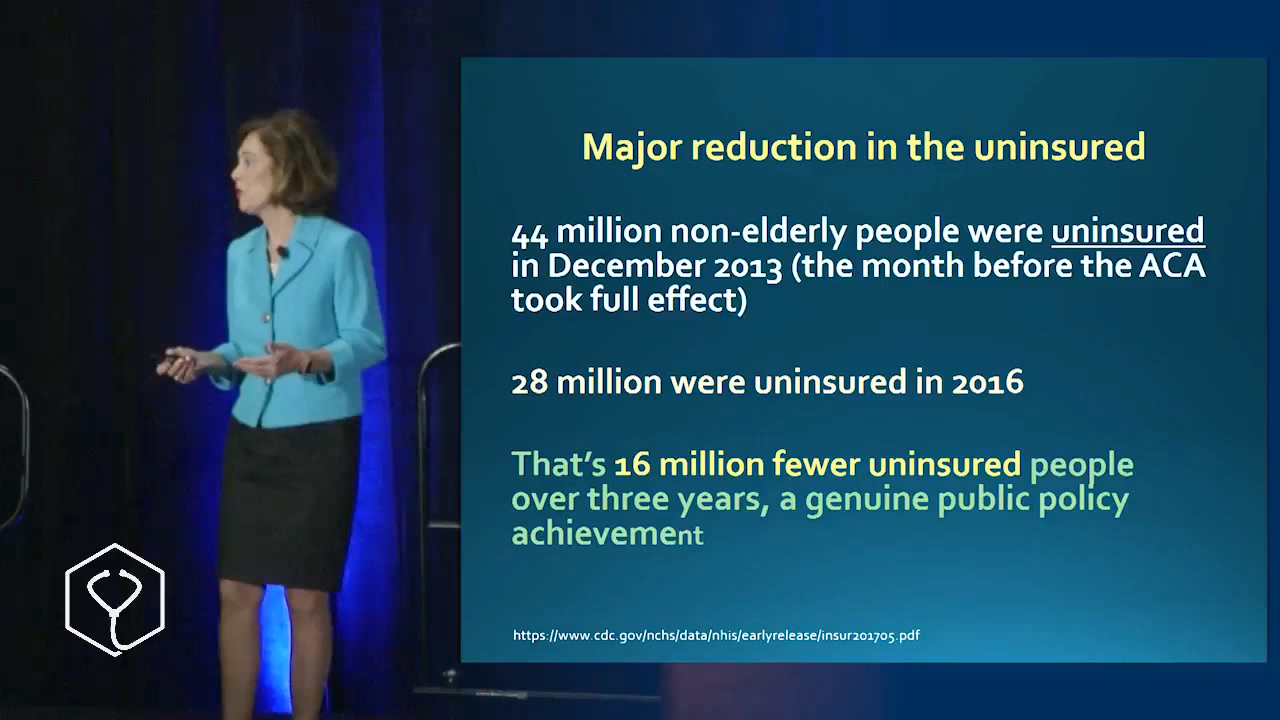 Major reduction in the uninsured
44 million non-elderly people were uninsured
in December 2013 (the month before the ACA
took full effect)
28 million were uninsured in 2016
That's 16 million fewer uninsured people
over three years, a genuine public policy
achievement
https://www.cdc.gov/nchs/data/nhis/earlyrelease/insur201705.pdf